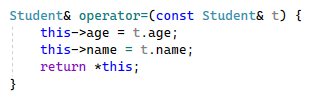 Student& operator=(const Student& t) {
    this->age = t.age;
    this->name = t.name;
    return *this;
}